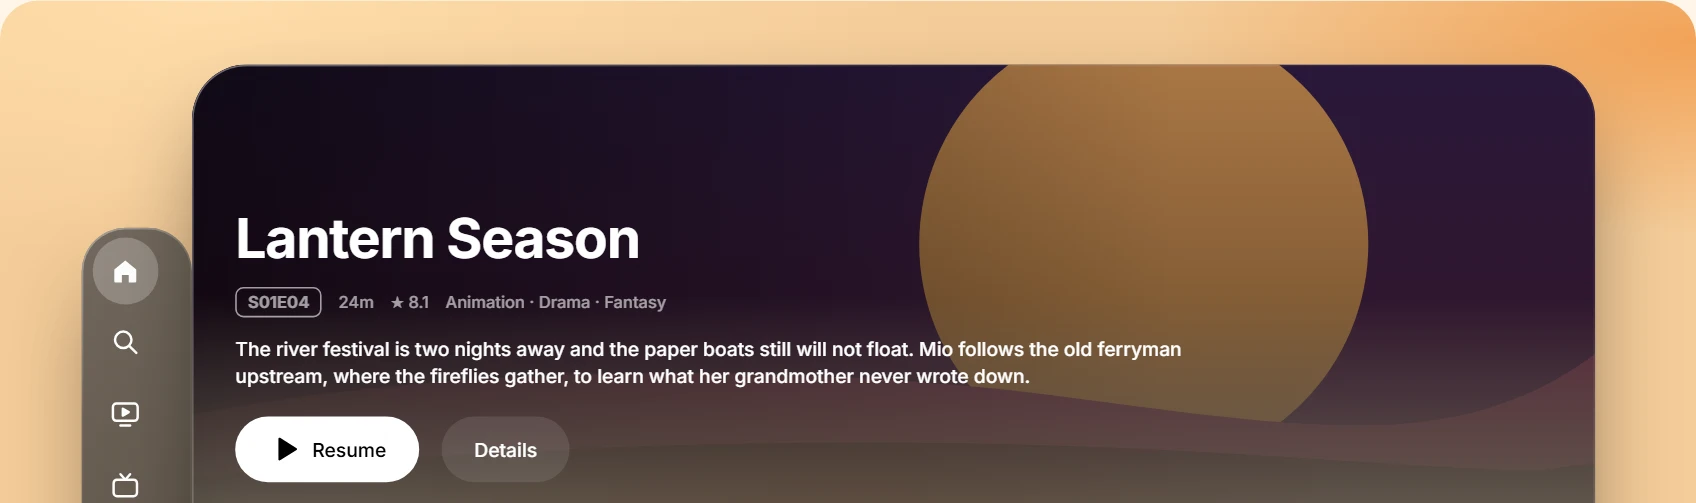 Lantern Season
S01E04 24m ★ 8.1 Animation · Drama · Fantasy
The river festival is two nights away and the paper boats still will not float. Mio follows the old ferryman
upstream, where the fireflies gather, to learn what her grandmother never wrote down.
Resume Details